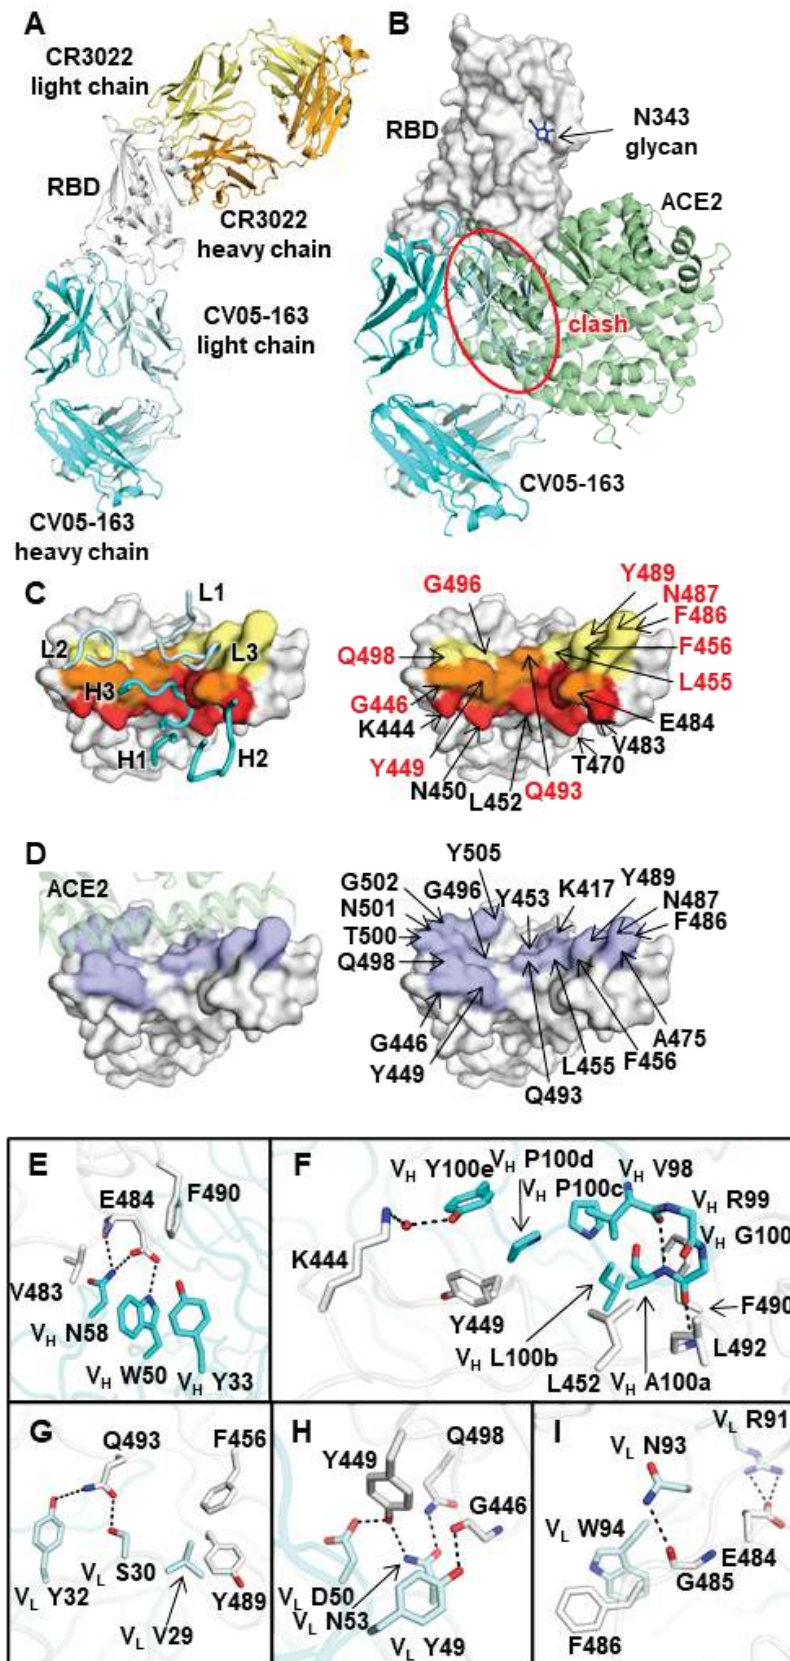 A
CR3022
light chain
RBD
CR3022
heavy chain
CV05-163
light chain
CV05-163
heavy chain
B
RBD
N343
glycan
ACE2
clash
CV05-163
C
L1
L2
L3
H3
H1
H2
G496
Y489
N487
F486
Q498
F456
L455
G446
K444
E484
V483
Y449
T470
N450
L452
Q493
D
ACE2
Y505
G502
G496
Y453
K417
Y489
N501
N487
T500
F486
Q498
G446
A475
Y449
L455
F456
Q493
E
E484
F490
V483
VH N58
VH W50
VH Y33
F
VH Y100e
VH P100d
VH V98
VH P100c
VH R99
VH G100
K444
Y449
F490
VH L100b
L492
L452
VH A100a
G
Q493
F456
VL Y32
VL S30
Y489
VL V29
H
Y449
Q498
G446
VL D50
VL N53
VL Y49
I
VL R91
VL N93
VL W94
E484
G485
F486